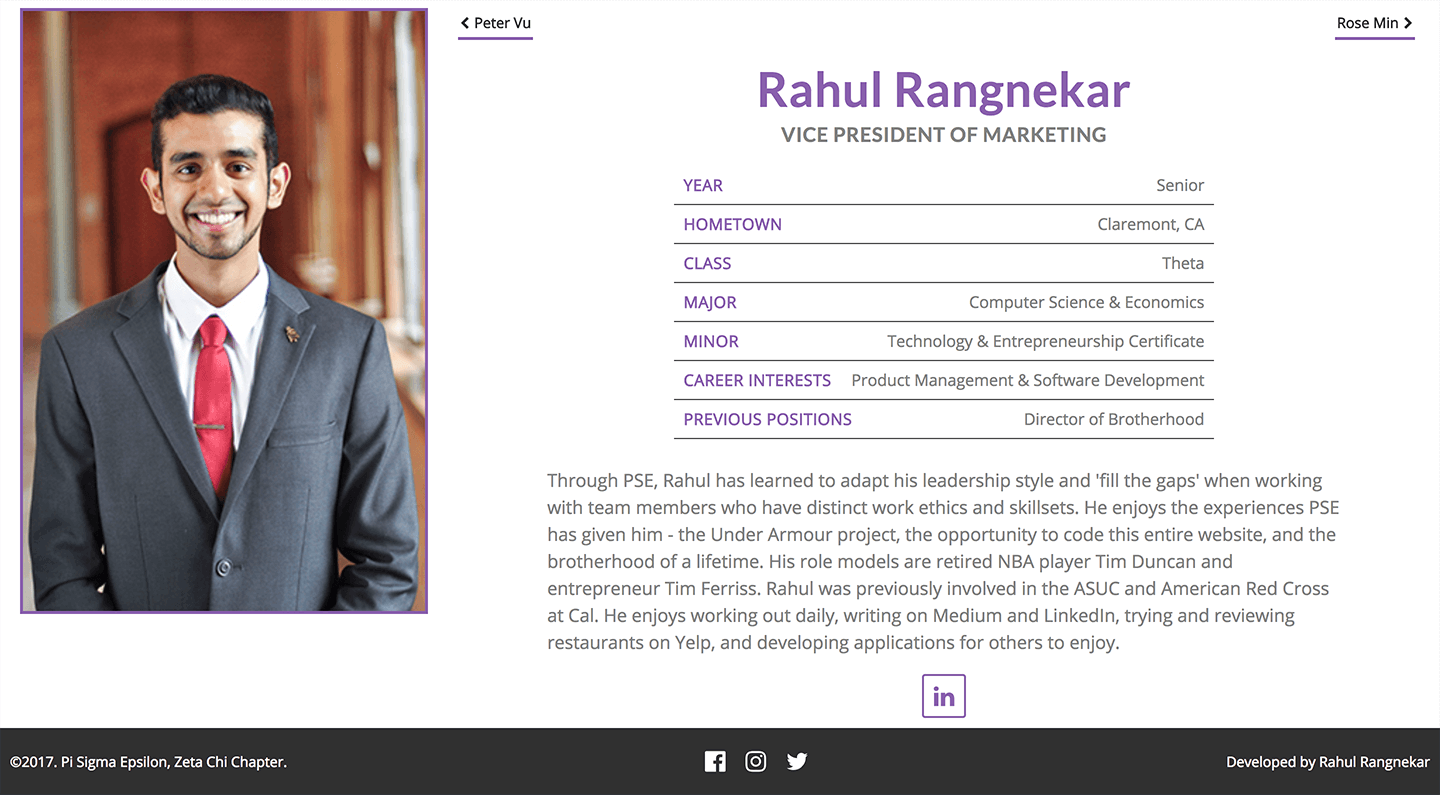 Peter Vu
Rose Min
Rahul Rangnekar
VICE PRESIDENT OF MARKETING
YEAR Senior
HOMETOWN Claremont, CA
CLASS Theta
MAJOR Computer Science & Economics
MINOR Technology & Entrepreneurship Certificate
CAREER INTERESTS Product Management & Software Development
PREVIOUS POSITIONS Director of Brotherhood
Through PSE, Rahul has learned to adapt his leadership style and 'fill the gaps' when working
with team members who have distinct work ethics and skillsets. He enjoys the experiences PSE
has given him - the Under Armour project, the opportunity to code this entire website, and the
brotherhood of a lifetime. His role models are retired NBA player Tim Duncan and
entrepreneur Tim Ferriss. Rahul was previously involved in the ASUC and American Red Cross
at Cal. He enjoys working out daily, writing on Medium and LinkedIn, trying and reviewing
restaurants on Yelp, and developing applications for others to enjoy.
in
©2017. Pi Sigma Epsilon, Zeta Chi Chapter.
Developed by Rahul Rangnekar